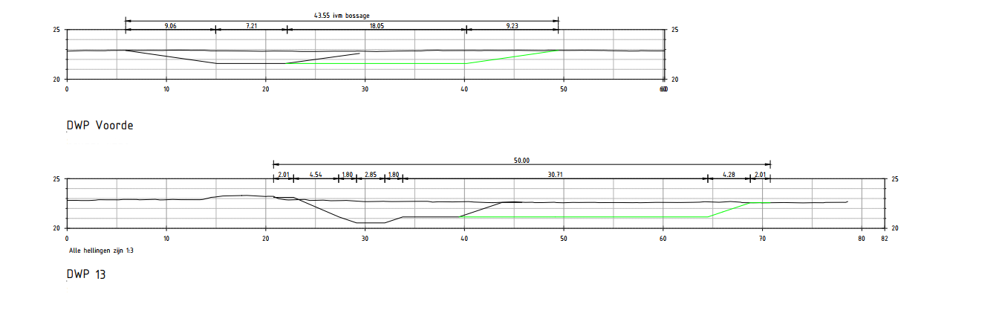 43.55 ivm bossage
9.06 7.21 18.05 9.23
25 25
20 20
0 10 20 30 40 50 60
DWP Voorde
50.00
2.01 4.54 1.80 2.85 1.80 30.71 4.28 2.01
25 25
20 20
0 10 20 30 40 50 60 70 80 82
Alle hellingen zijn 1:3
DWP 13